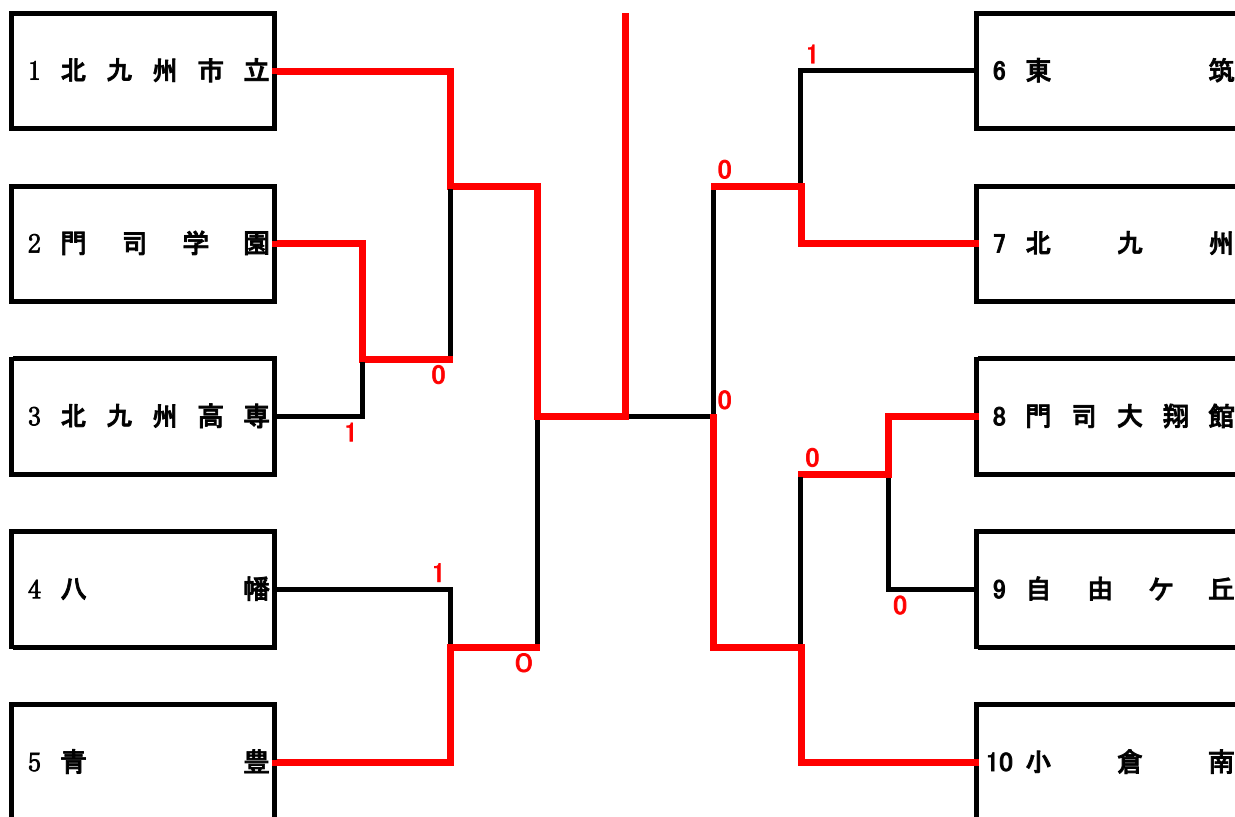 1 北九州市立
2 門司学園
3 北九州高専
4 八幡
5 青豊
0
1
1
O
1
0
0
0
0
6 東筑
7 北九州
8 門司大翔館
9 自由ケ丘
10 小倉南